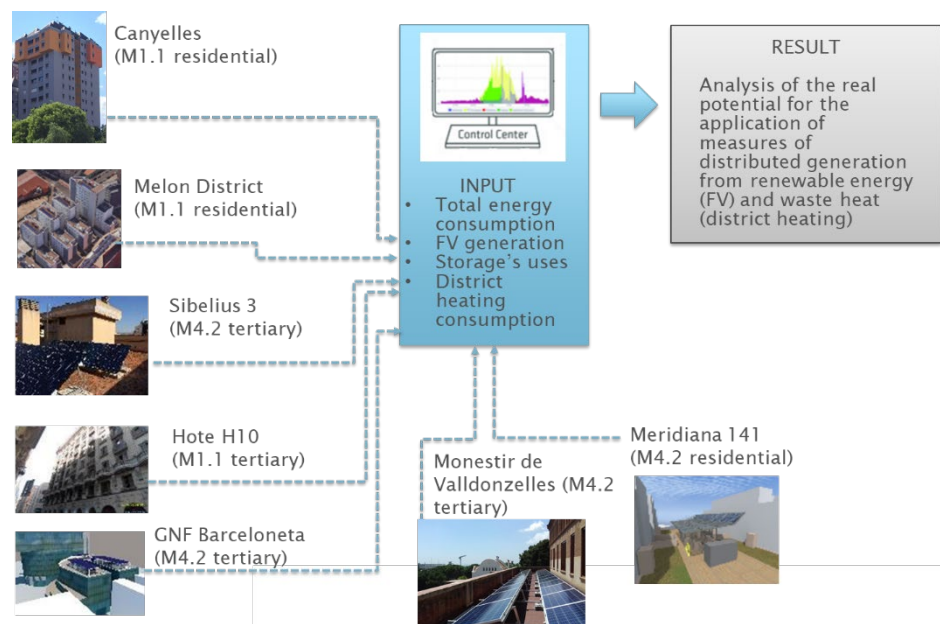 Canyelles
(M1.1 residential)
Melon District
(M1.1 residential)
Sibelius 3
(M4.2 tertiary)
Hote H10
(M1.1 tertiary)
GNF Barceloneta
(M4.2 tertiary)
Control Center
INPUT
• Total energy
consumption
• FV generation
• Storage's uses
• District
heating
consumption
RESULT
Analysis of the real
potential for the
application of
measures of
distributed generation
from renewable energy
(FV) and waste heat
(district heating)
Monestir de
Valldonzelles (M4.2
tertiary)
Meridiana 141
(M4.2 residential)